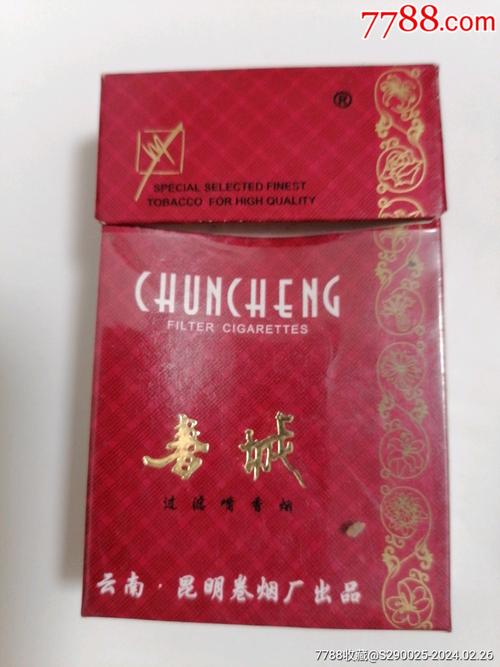 7788.com
®
SPECIAL SELECTED FINEST
TOBACCO FOR HIGH QUALITY
CHUNCHENG
FILTER CIGARETTES
春城
过滤嘴香烟
云南·昆明卷烟厂出品
7788收藏@S290025-2024.02.26